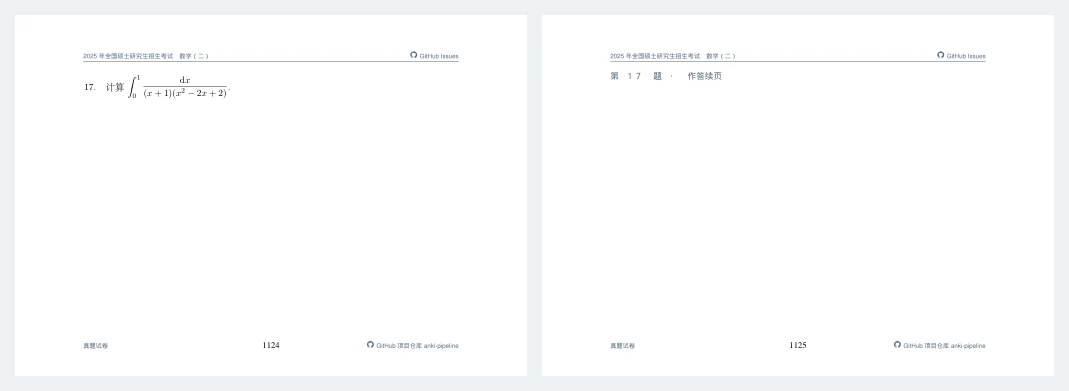 2025 年全国硕士研究生招生考试 数学（二） GitHub Issues
17. 计算 ∫_0^1 dx / ((x + 1)(x² − 2x + 2)).
真题试卷 1124 GitHub 项目仓库 anki-pipeline
2025 年全国硕士研究生招生考试 数学（二） GitHub Issues
第 17 题 · 作答续页
真题试卷 1125 GitHub 项目仓库 anki-pipeline